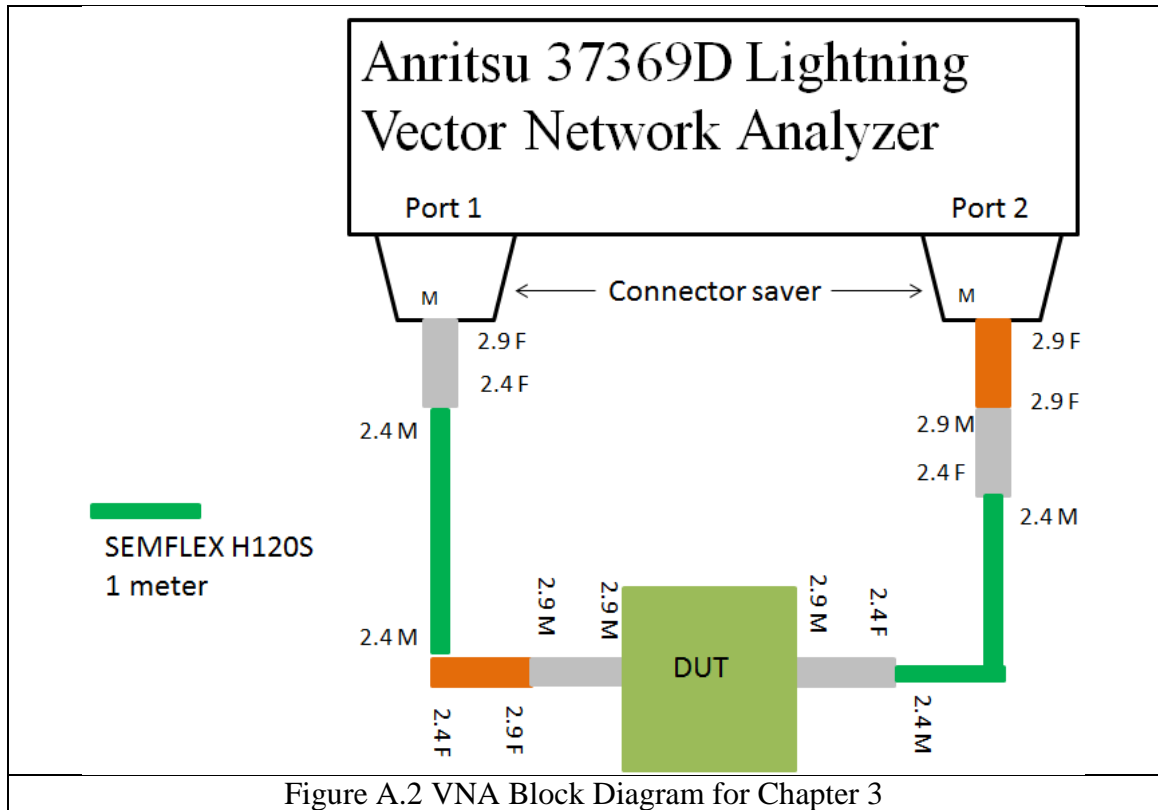 Anritsu 37369D Lightning
Vector Network Analyzer
Port 1
Port 2
M
Connector saver
M
2.9 F
2.4 F
2.9 F
2.9 F
2.4 M
2.9 M
2.4 F
2.4 M
SEMFLEX H120S
1 meter
2.4 M
2.9 M
2.9 M
DUT
2.9 M
2.4 F
2.4 F
2.9 F
2.4 M
Figure A.2 VNA Block Diagram for Chapter 3